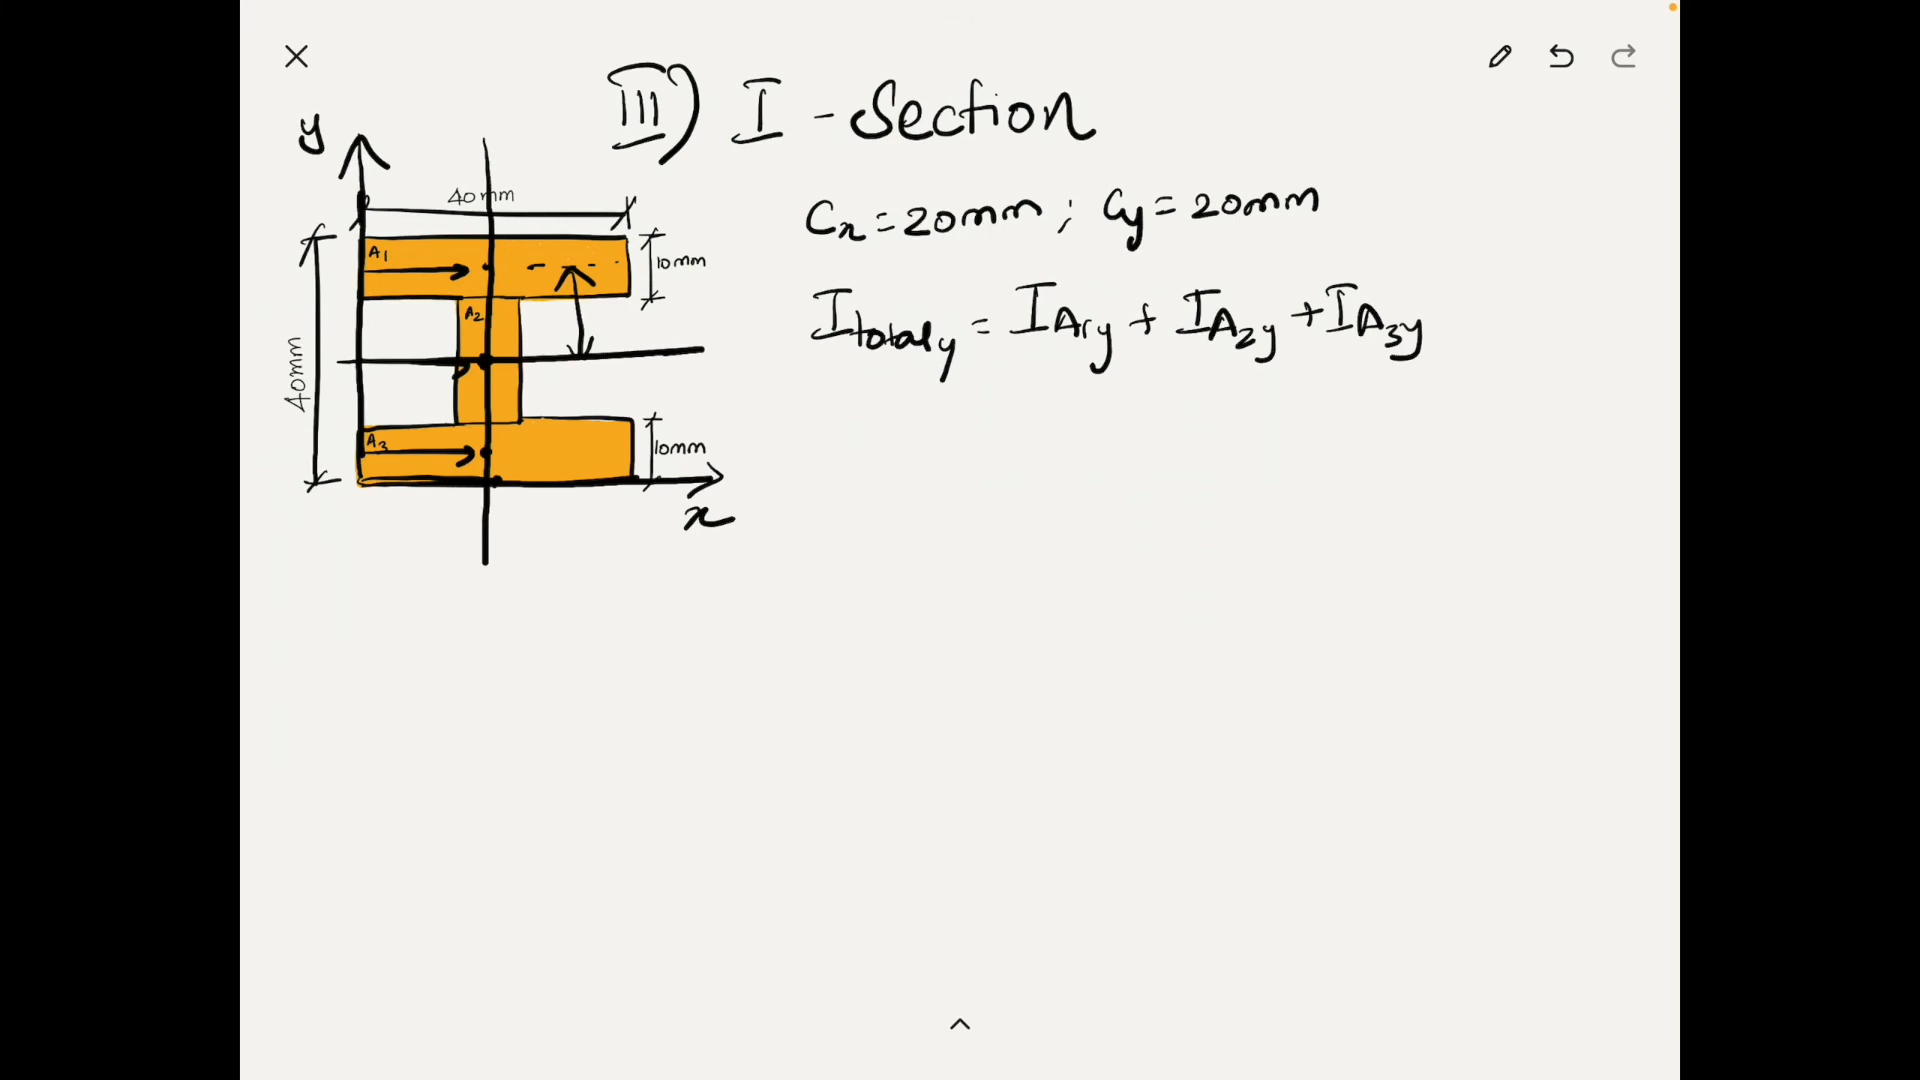 III) I - Section
y
40mm
Cx = 20mm ; Cy = 20mm
A1
10mm
A2
Itotaly = IA1y + IA2y + IA3y
40mm
A3
10mm
x